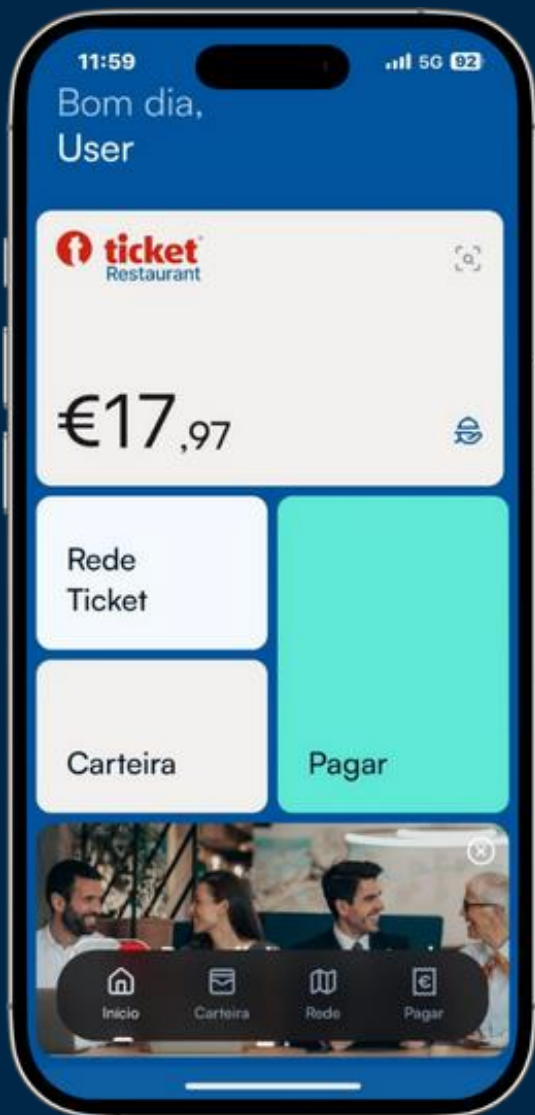 11:59
5G 92
Bom dia,
User
ticket
Restaurant
€17,97
Rede
Ticket
Carteira
Pagar
Início
Carteira
Rede
Pagar